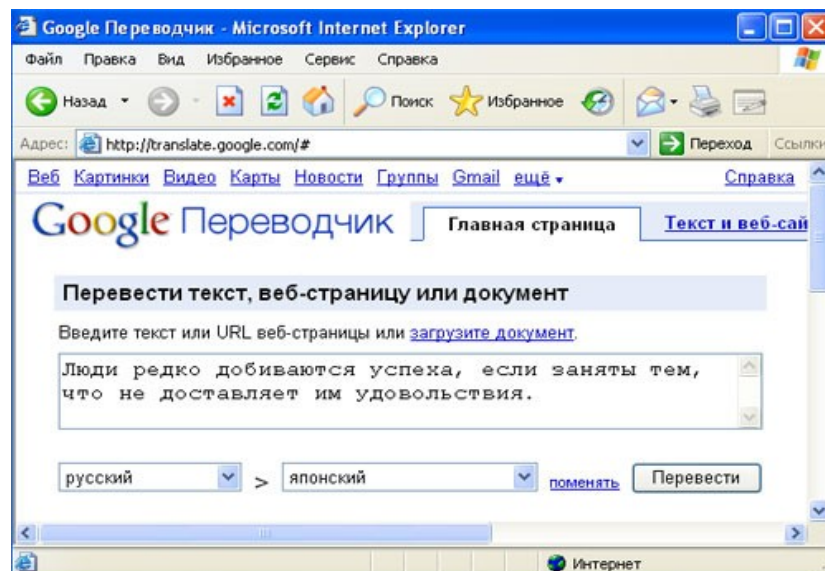 Google Переводчик - Microsoft Internet Explorer
Файл Правка Вид Избранное Сервис Справка
Назад Поиск Избранное
Адрес: http://translate.google.com/# Переход Ссылки
Веб Картинки Видео Карты Новости Группы Gmail ещё Справка
Google Переводчик Главная страница Текст и веб-сай
Перевести текст, веб-страницу или документ
Введите текст или URL веб-страницы или загрузите документ.
Люди редко добиваются успеха, если заняты тем,
что не доставляет им удовольствия.
русский > японский поменять Перевести
Интернет